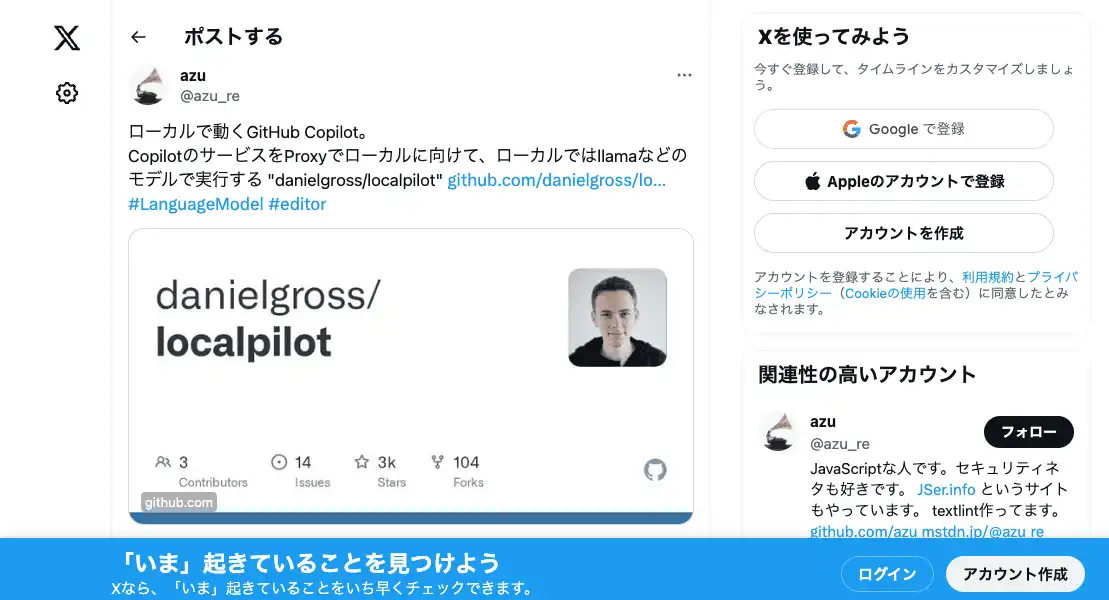 ポストする
azu
@azu_re
ローカルで動くGitHub Copilot。
CopilotのサービスをProxyでローカルに向けて、ローカルではllamaなどの
モデルで実行する "danielgross/localpilot" github.com/danielgross/lo…
#LanguageModel #editor
danielgross/
localpilot
3
Contributors
14
Issues
3k
Stars
104
Forks
github.com
Xを使ってみよう
今すぐ登録して、タイムラインをカスタマイズしましょ
う。
Google で登録
Appleのアカウントで登録
アカウントを作成
アカウントを登録することにより、利用規約とプライバ
シーポリシー（Cookieの使用を含む）に同意したとみ
なされます。
関連性の高いアカウント
azu
@azu_re
フォロー
JavaScriptな人です。セキュリティネ
タも好きです。 JSer.info というサイト
もやっています。 textlint作ってます。
github.com/azu mstdn.jp/@azu_re
「いま」起きていることを見つけよう
Xなら、「いま」起きていることをいち早くチェックできます。
ログイン
アカウント作成